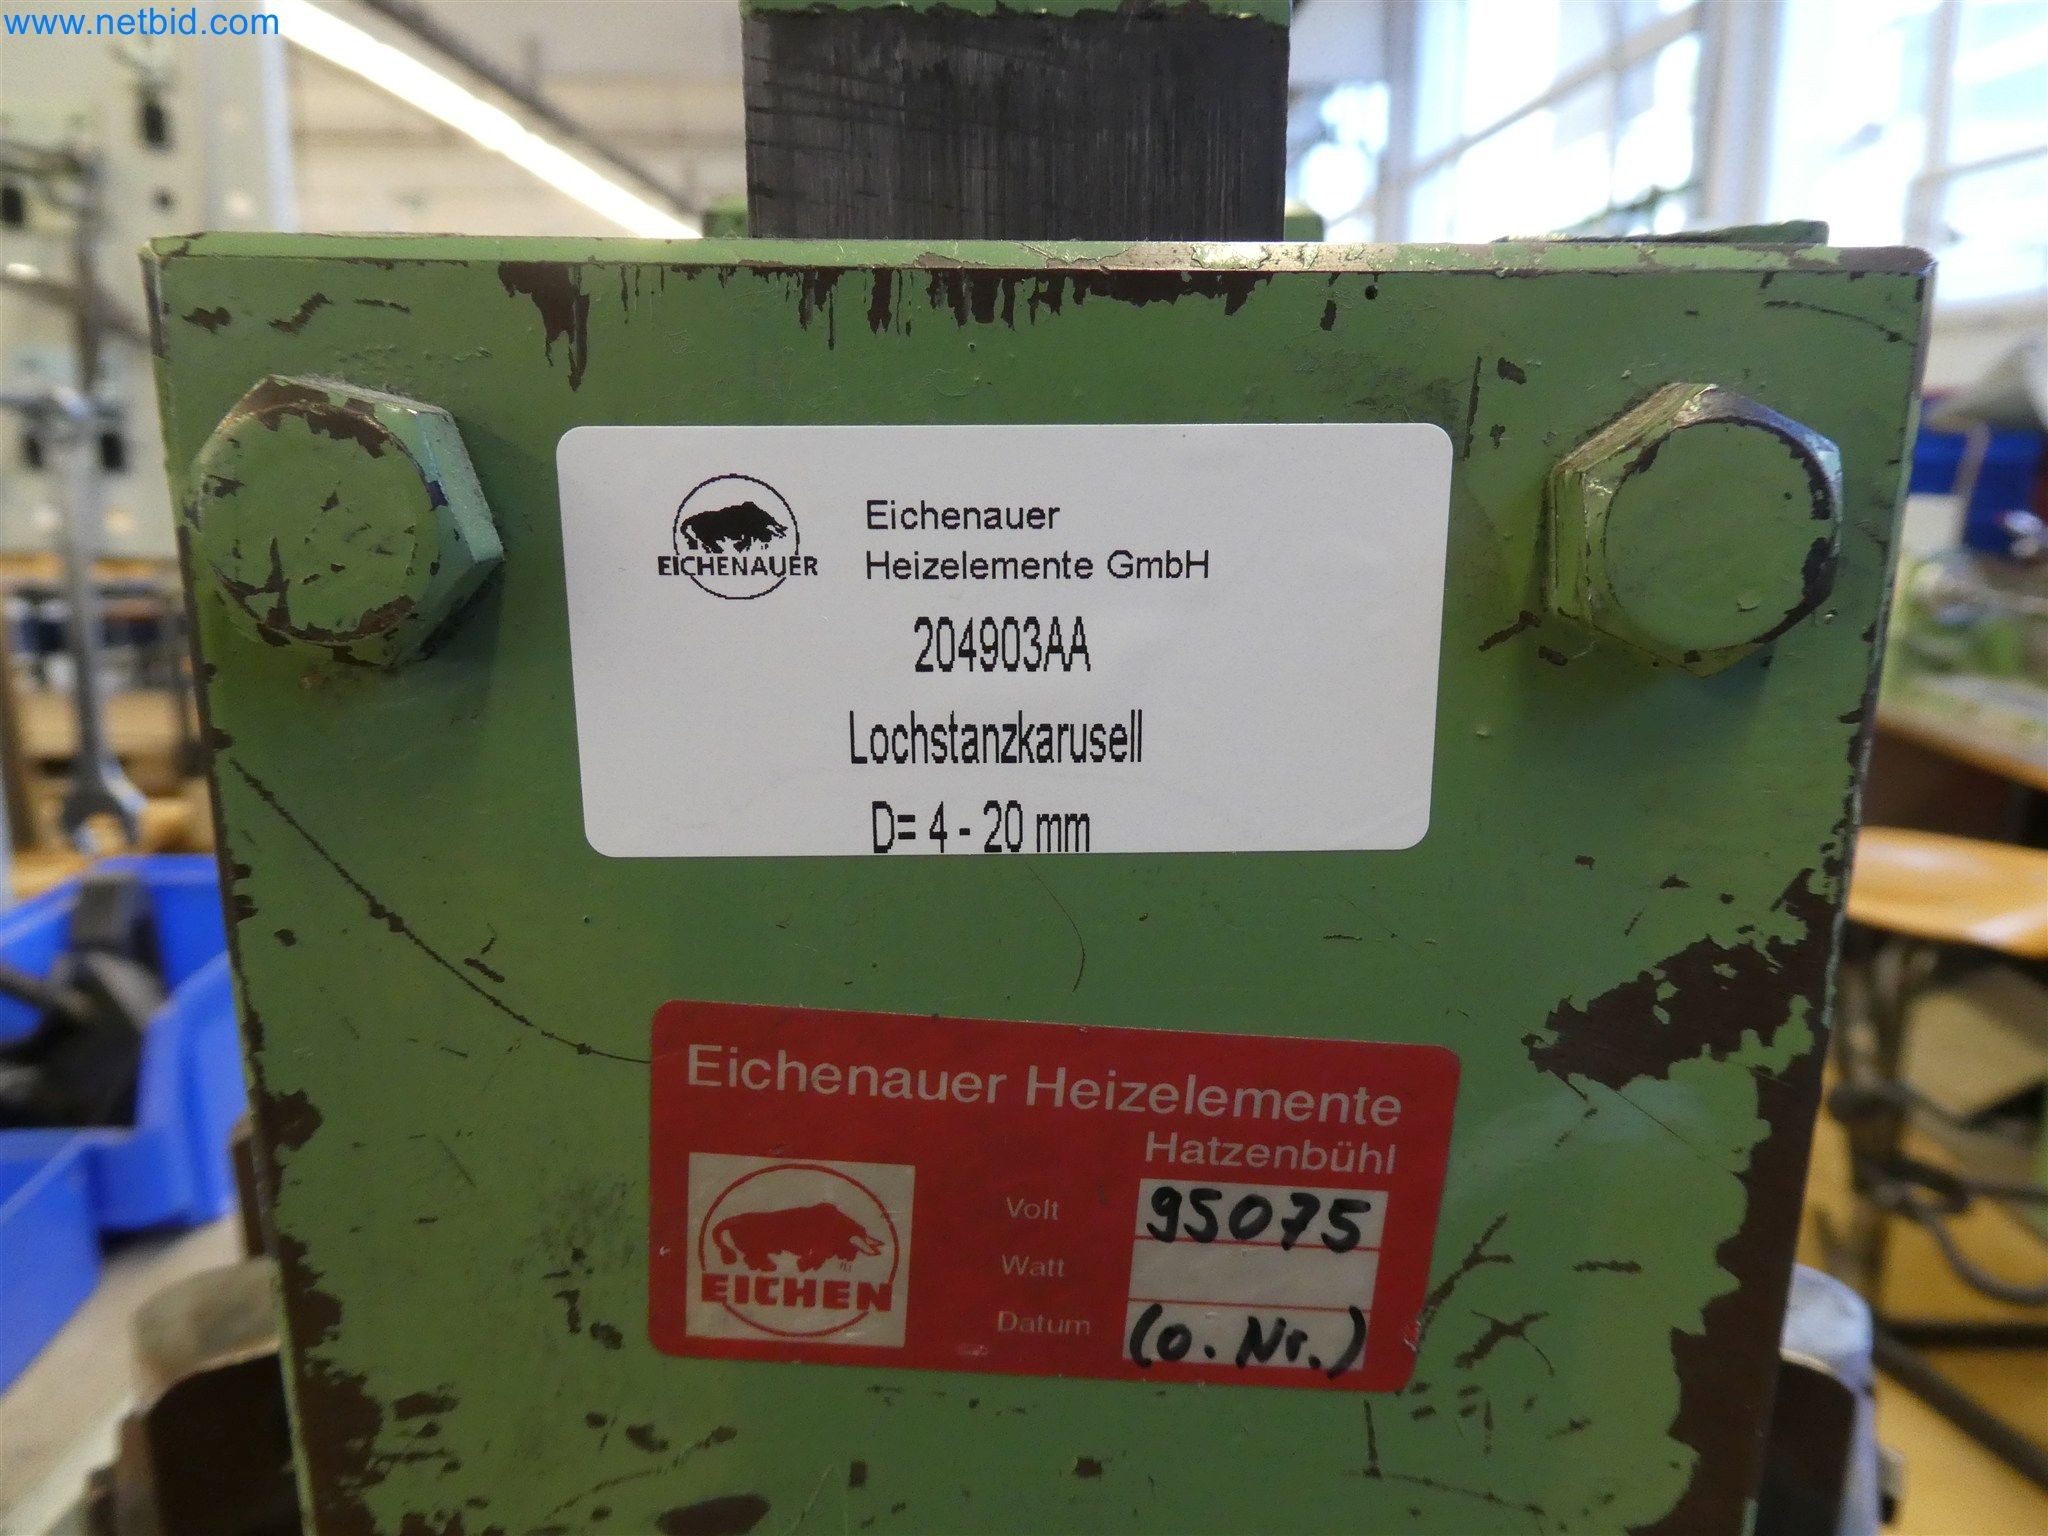 www.netbid.com
EICHENAUER
Eichenauer
Heizelemente GmbH
204903AA
Lochstanzkarusell
D= 4 - 20 mm
Eichenauer Heizelemente
Hatzenbühl
EICHEN
Volt 95075
Watt
Datum (o. Nr.)